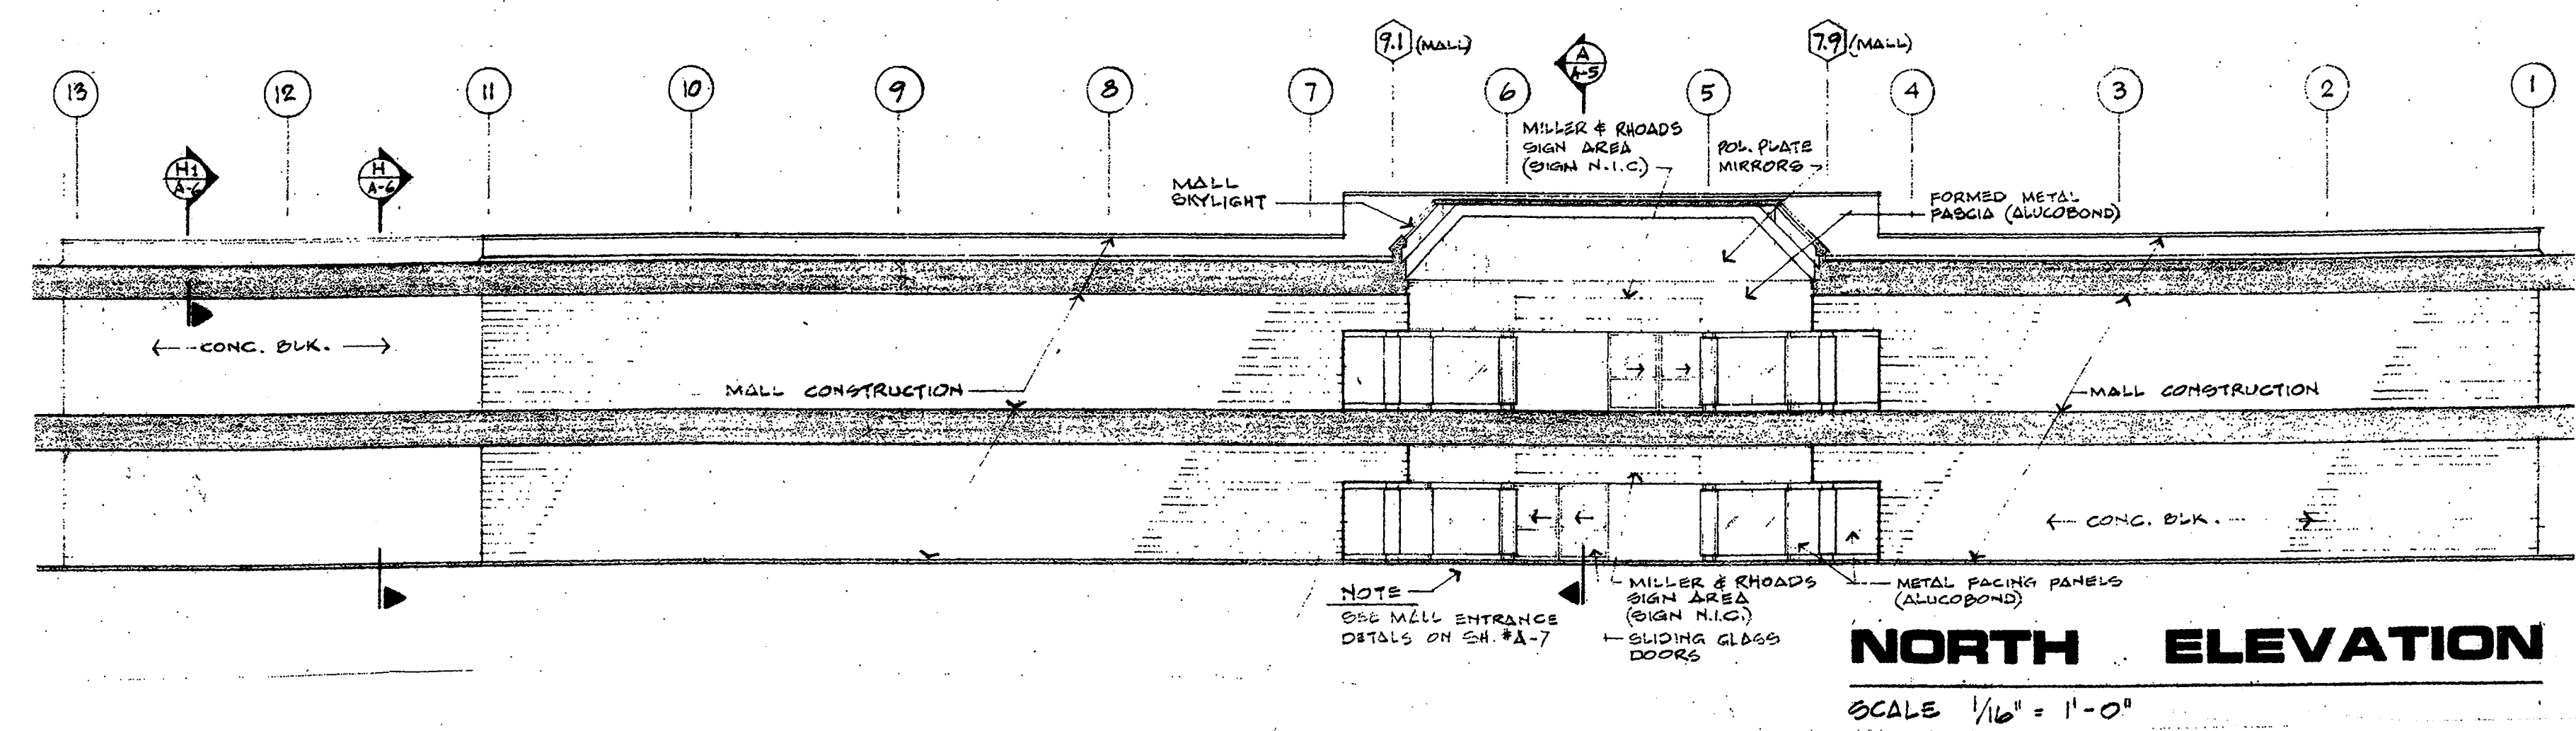 9.1 (MALL)
A
A-5
7.9 (MALL)
13
12
11
10
9
8
7
6
5
4
3
2
1
H1
A-6
H
A-6
MILLER & RHOADS
SIGN AREA
(SIGN N.I.C.)
POL. PLATE
MIRRORS
MALL
SKYLIGHT
FORMED METAL
FASCIA (ALUCOBOND)
CONC. BLK.
MALL CONSTRUCTION
MALL CONSTRUCTION
CONC. BLK.
NOTE
SEE MALL ENTRANCE
DETALS ON SH. #A-7
MILLER & RHOADS
SIGN AREA
(SIGN N.I.C.)
SLIDING GLASS
DOORS
METAL FACING PANELS
(ALUCOBOND)
NORTH ELEVATION
SCALE 1/16" = 1'-0"